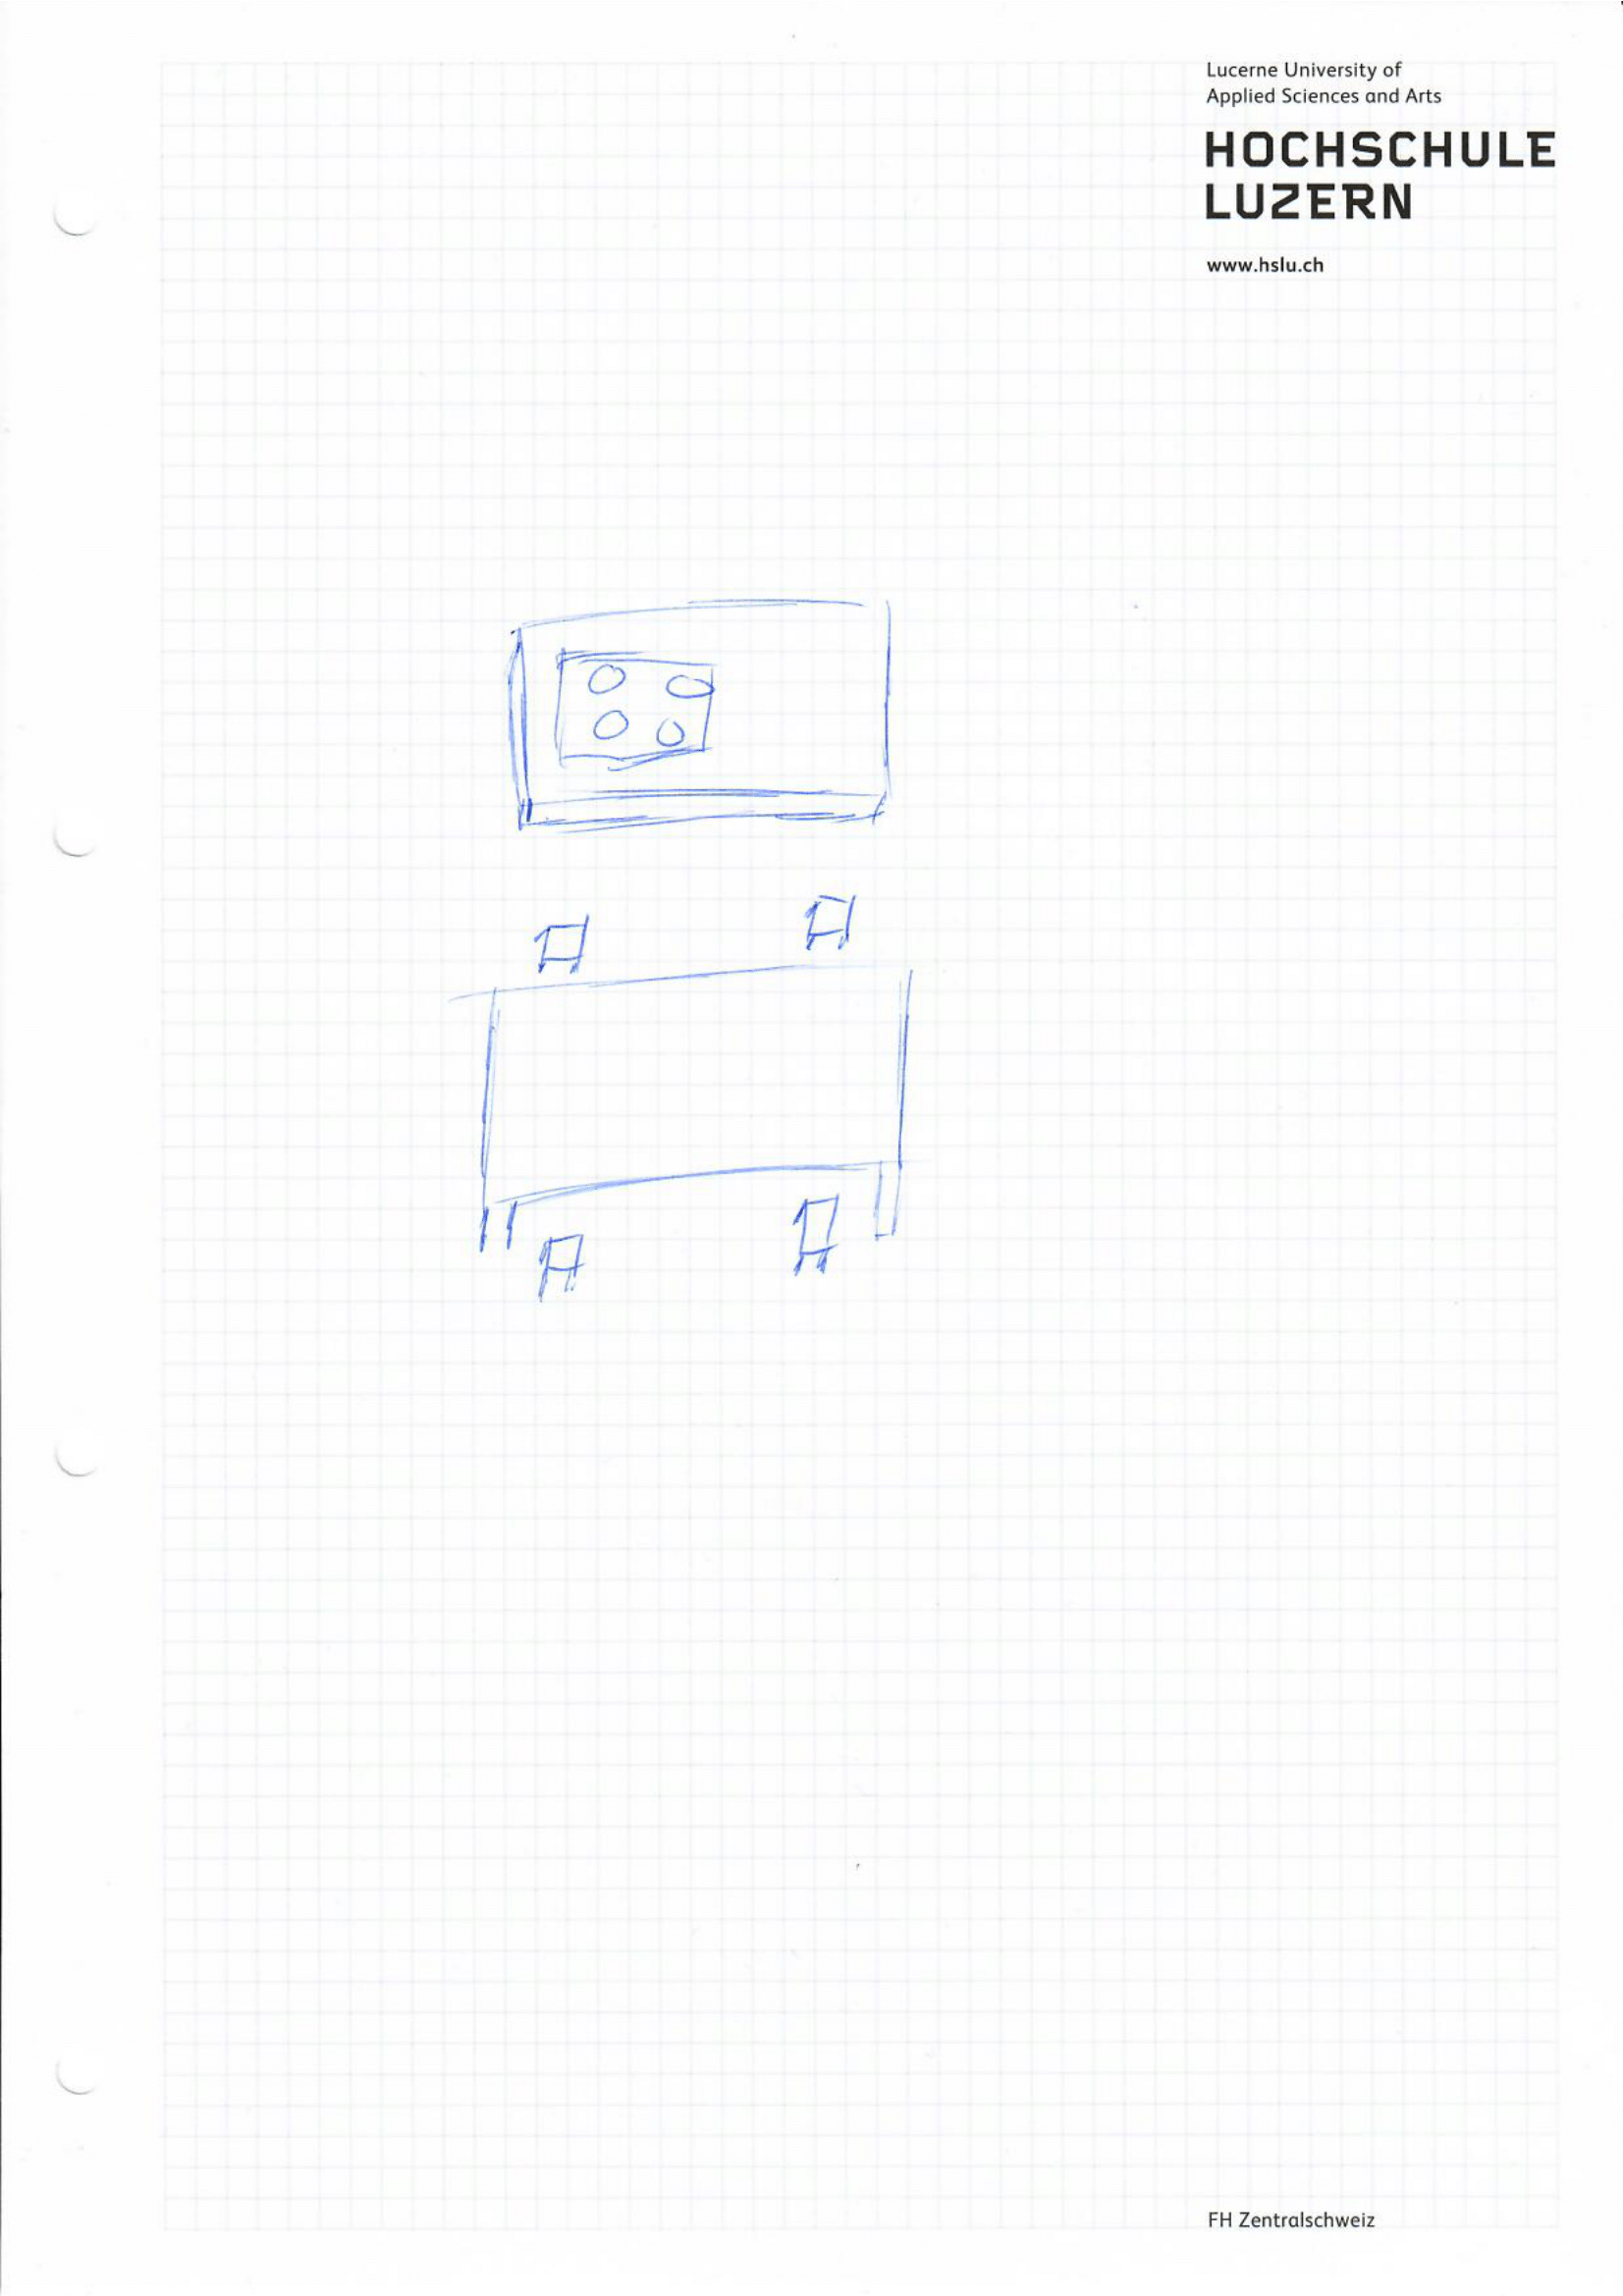 Lucerne University of
Applied Sciences and Arts
HOCHSCHULE
LUZERN
www.hslu.ch
FH Zentralschweiz